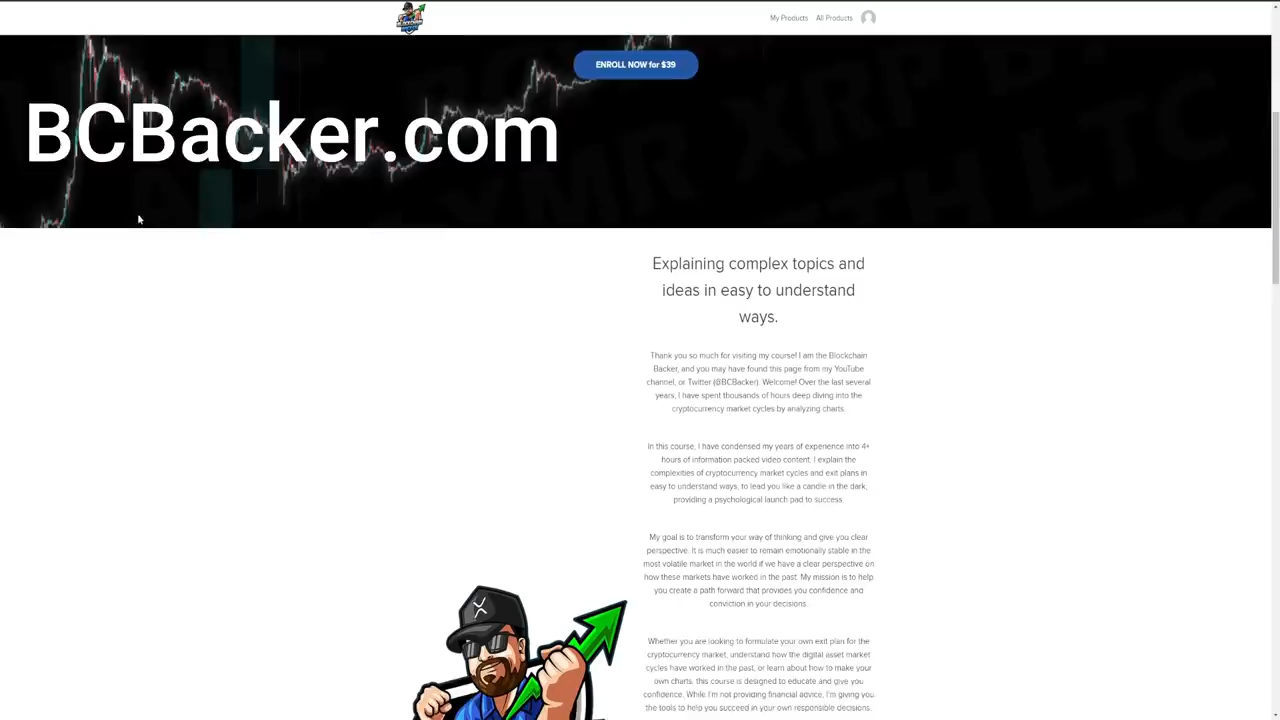 My Products All Products
ENROLL NOW for $39
BCBacker.com
Explaining complex topics and
ideas in easy to understand
ways.
Thank you so much for visiting my course! I am the Blockchain
Backer, and you may have found this page from my YouTube
channel, or Twitter (@BCBacker). Welcome! Over the last several
years, I have spent thousands of hours deep diving into the
cryptocurrency market cycles by analyzing charts.
In this course, I have condensed my years of experience into 4+
hours of information packed video content. I explain the
complexities of cryptocurrency market cycles and exit plans in
easy to understand ways, to lead you like a candle in the dark,
providing a psychological launch pad to success.
My goal is to transform your way of thinking and give you clear
perspective. It is much easier to remain emotionally stable in the
most volatile market in the world if we have a clear perspective on
how these markets have worked in the past. My mission is to help
you create a path forward that provides you confidence and
conviction in your decisions.
Whether you are looking to formulate your own exit plan for the
cryptocurrency market, understand how the digital asset market
cycles have worked in the past, or learn about how to make your
own charts, this course is designed to educate and give you
confidence. While I'm not providing financial advice, I'm giving you
the tools to help you succeed in your own responsible decisions.